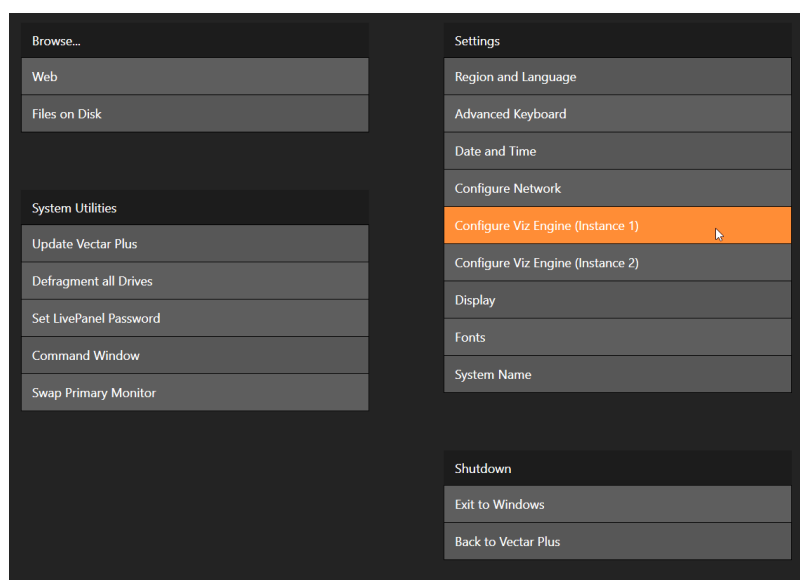 Browse...
Web
Files on Disk
System Utilities
Update Vectar Plus
Defragment all Drives
Set LivePanel Password
Command Window
Swap Primary Monitor
Settings
Region and Language
Advanced Keyboard
Date and Time
Configure Network
Configure Viz Engine (Instance 1)
Configure Viz Engine (Instance 2)
Display
Fonts
System Name
Shutdown
Exit to Windows
Back to Vectar Plus